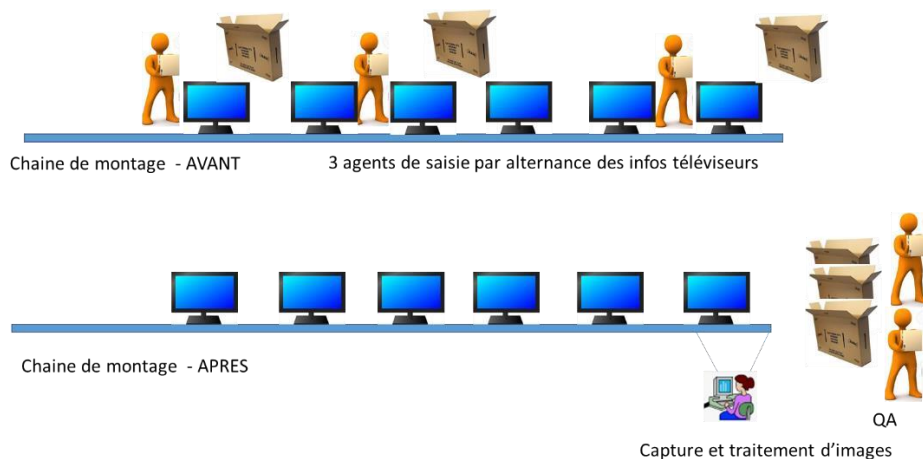 Chaine de montage - AVANT
3 agents de saisie par alternance des infos téléviseurs
Chaine de montage - APRES
QA
Capture et traitement d'images